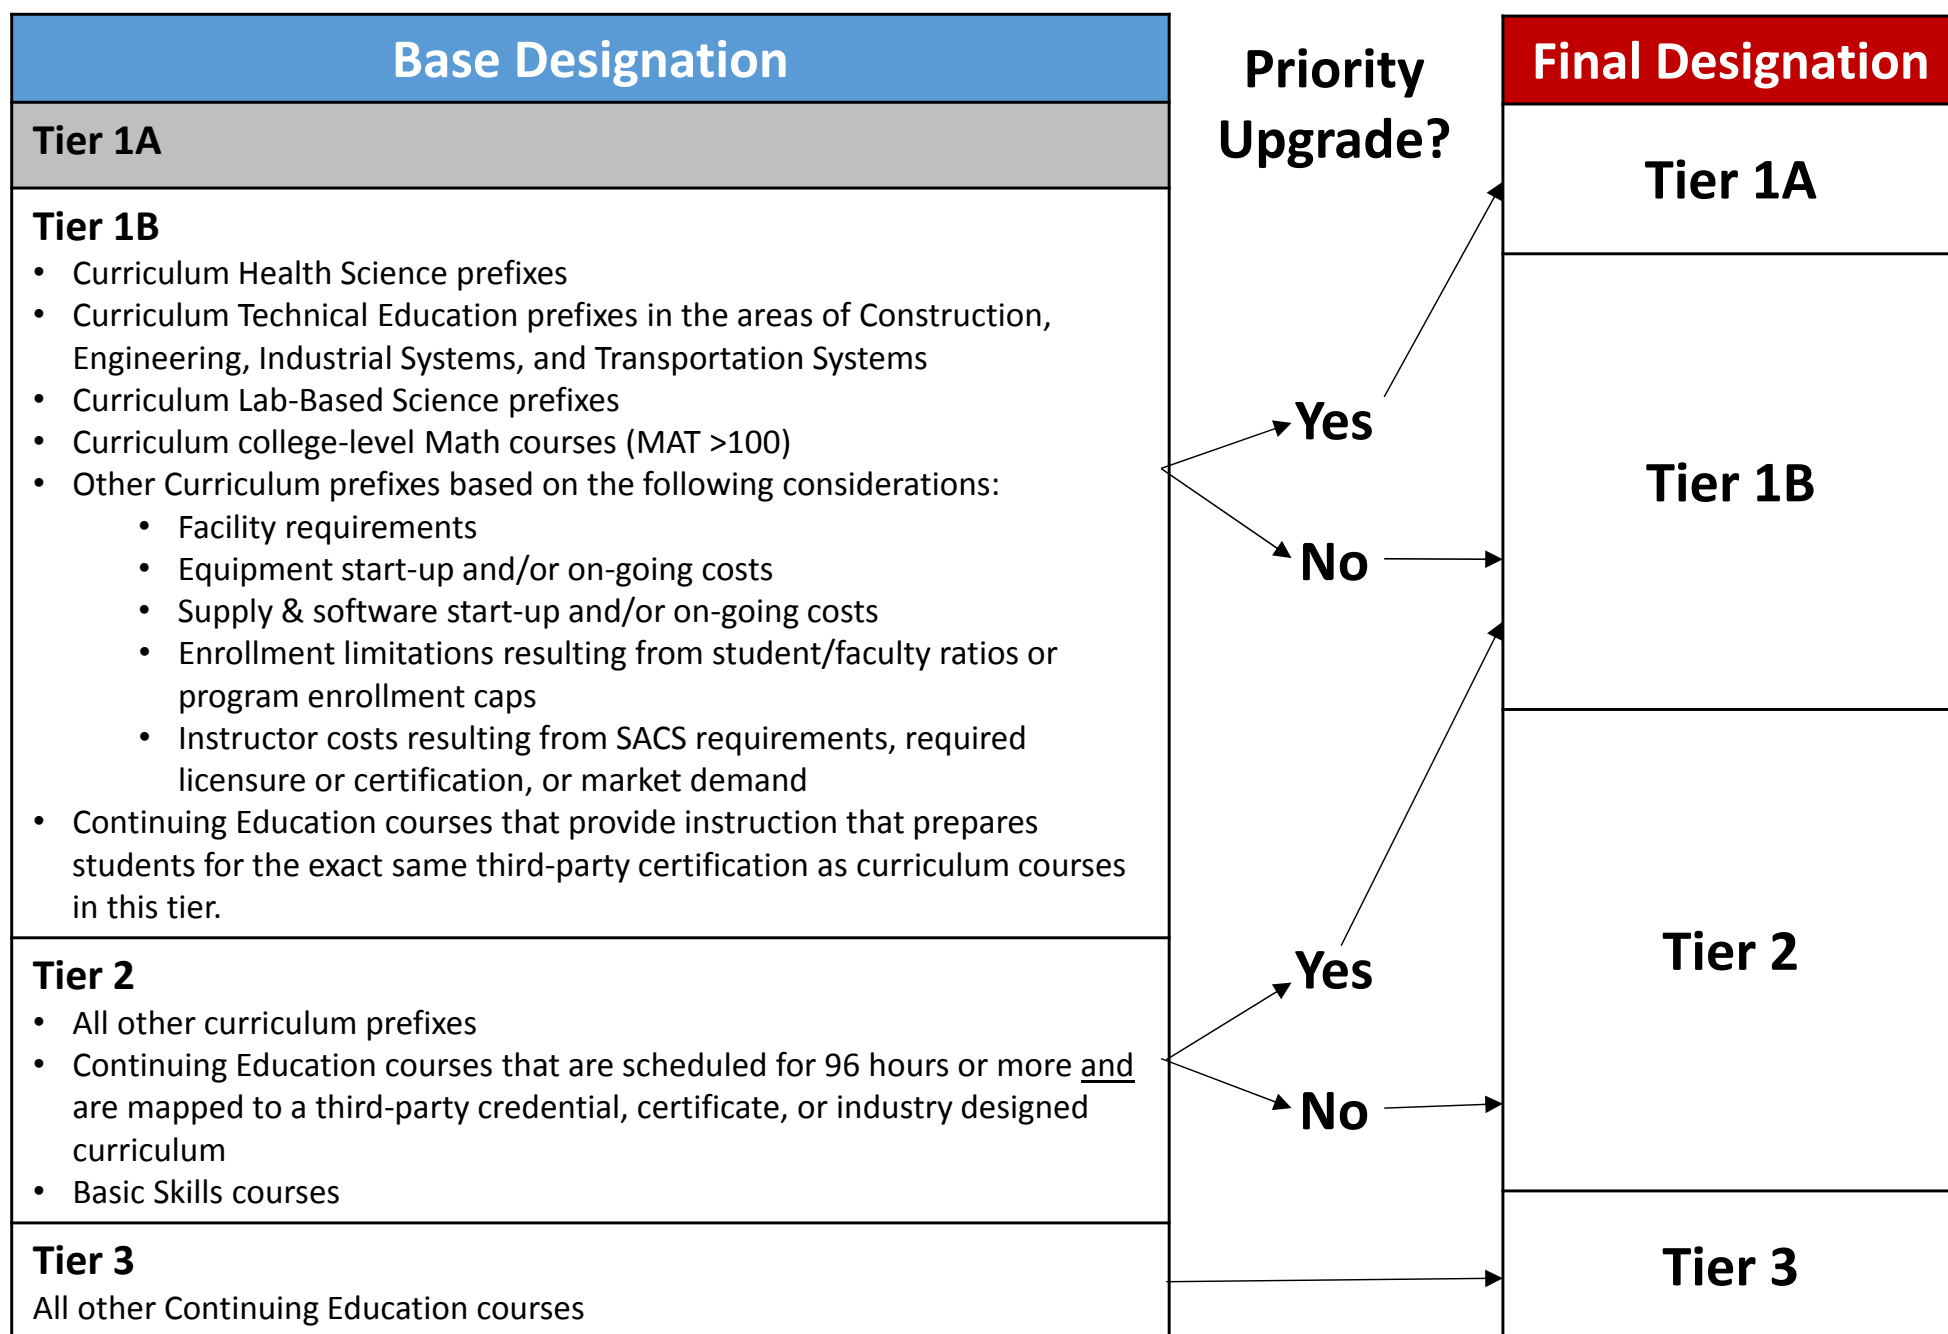 Base Designation
Tier 1A
Tier 1B
• Curriculum Health Science prefixes
• Curriculum Technical Education prefixes in the areas of Construction,
Engineering, Industrial Systems, and Transportation Systems
• Curriculum Lab-Based Science prefixes
• Curriculum college-level Math courses (MAT >100)
• Other Curriculum prefixes based on the following considerations:
• Facility requirements
• Equipment start-up and/or on-going costs
• Supply & software start-up and/or on-going costs
• Enrollment limitations resulting from student/faculty ratios or
program enrollment caps
• Instructor costs resulting from SACS requirements, required
licensure or certification, or market demand
• Continuing Education courses that provide instruction that prepares
students for the exact same third-party certification as curriculum courses
in this tier.
Tier 2
• All other curriculum prefixes
• Continuing Education courses that are scheduled for 96 hours or more and
are mapped to a third-party credential, certificate, or industry designed
curriculum
• Basic Skills courses
Tier 3
All other Continuing Education courses
Priority
Upgrade?
Yes
No
Yes
No
Final Designation
Tier 1A
Tier 1B
Tier 2
Tier 3